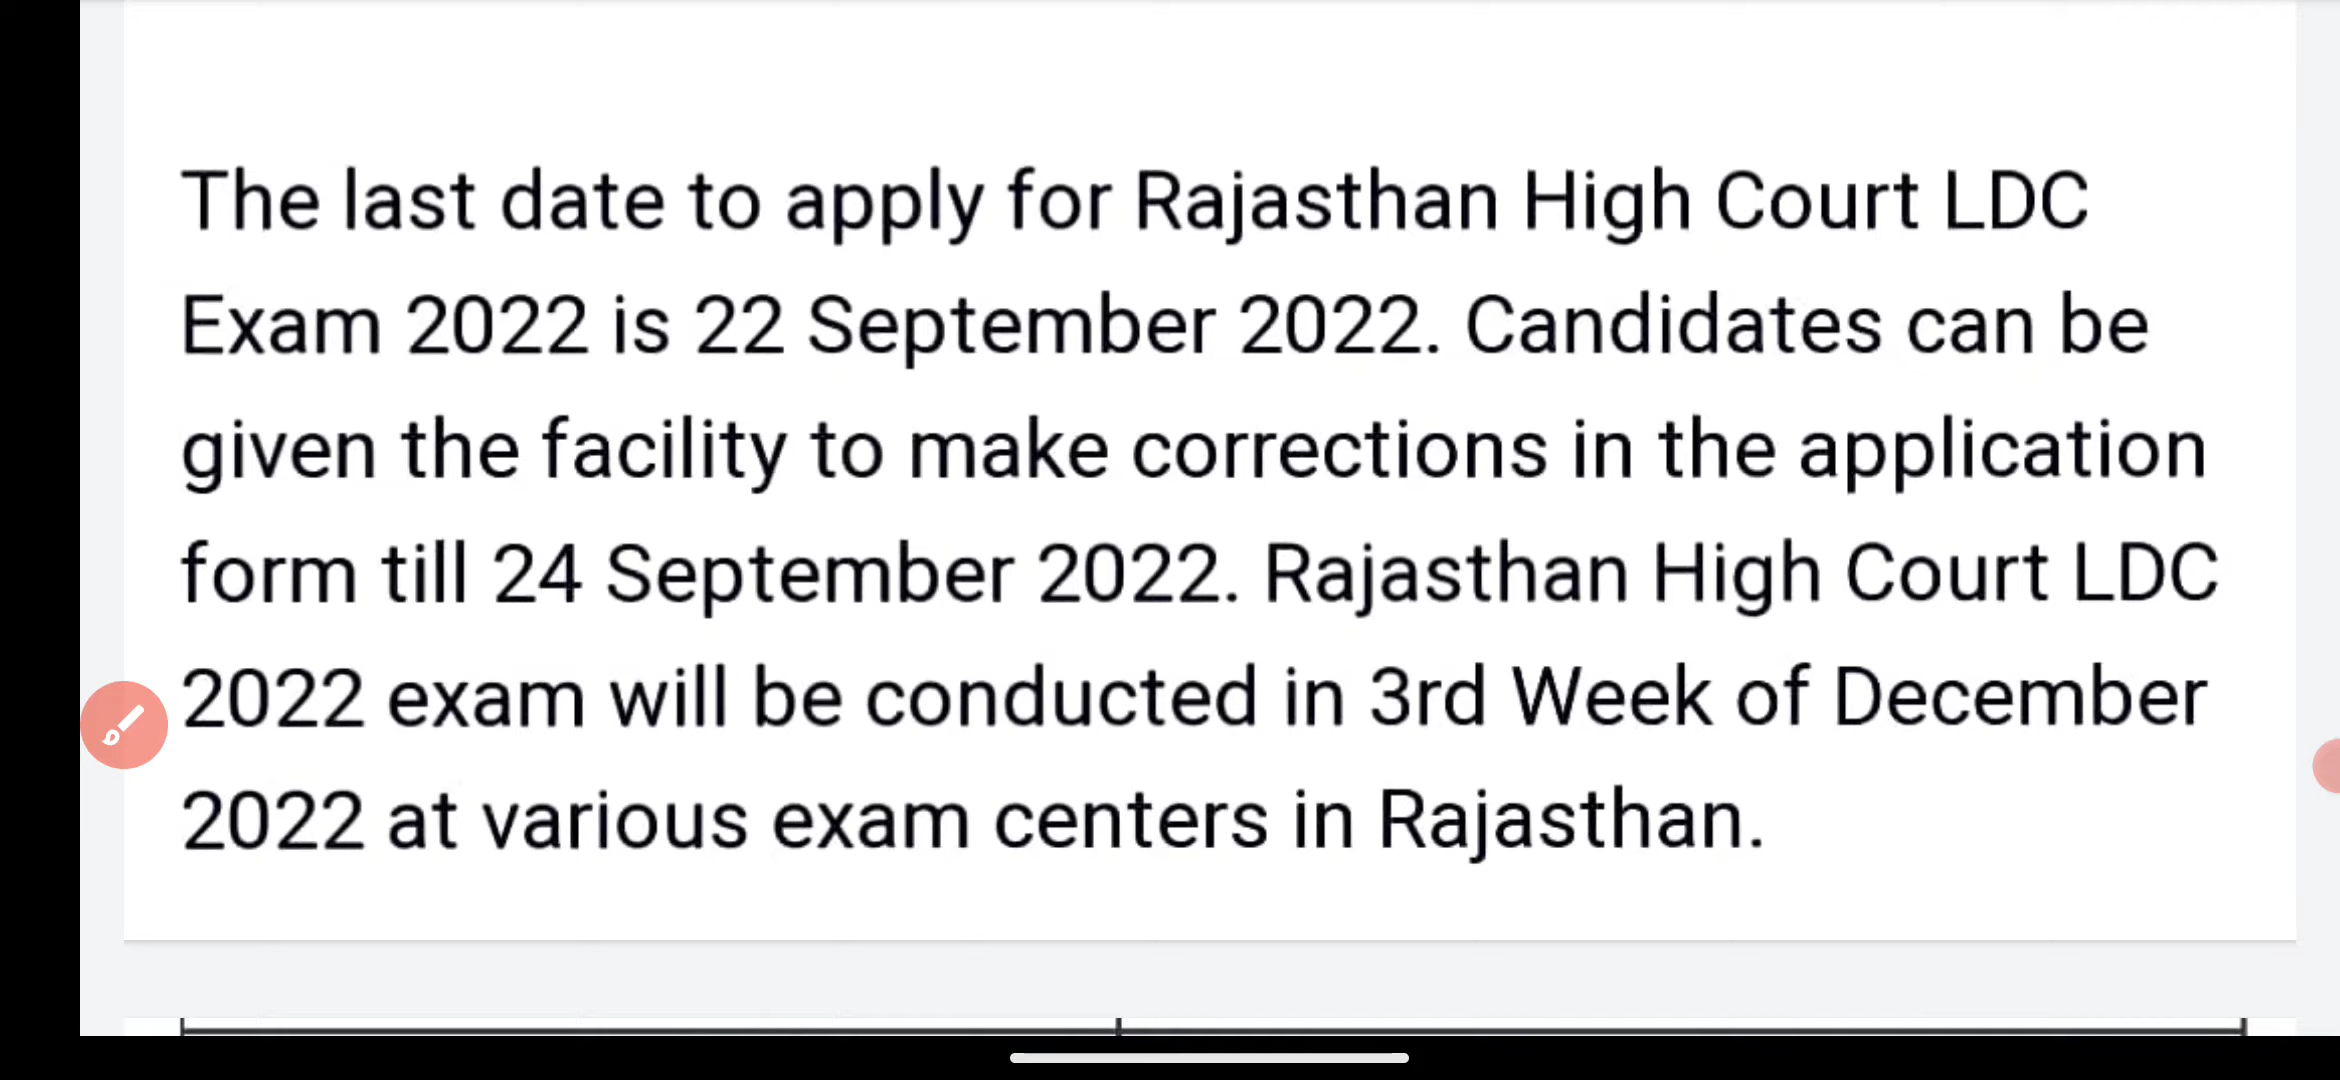 The last date to apply for Rajasthan High Court LDC
Exam 2022 is 22 September 2022. Candidates can be
given the facility to make corrections in the application
form till 24 September 2022. Rajasthan High Court LDC
2022 exam will be conducted in 3rd Week of December
2022 at various exam centers in Rajasthan.